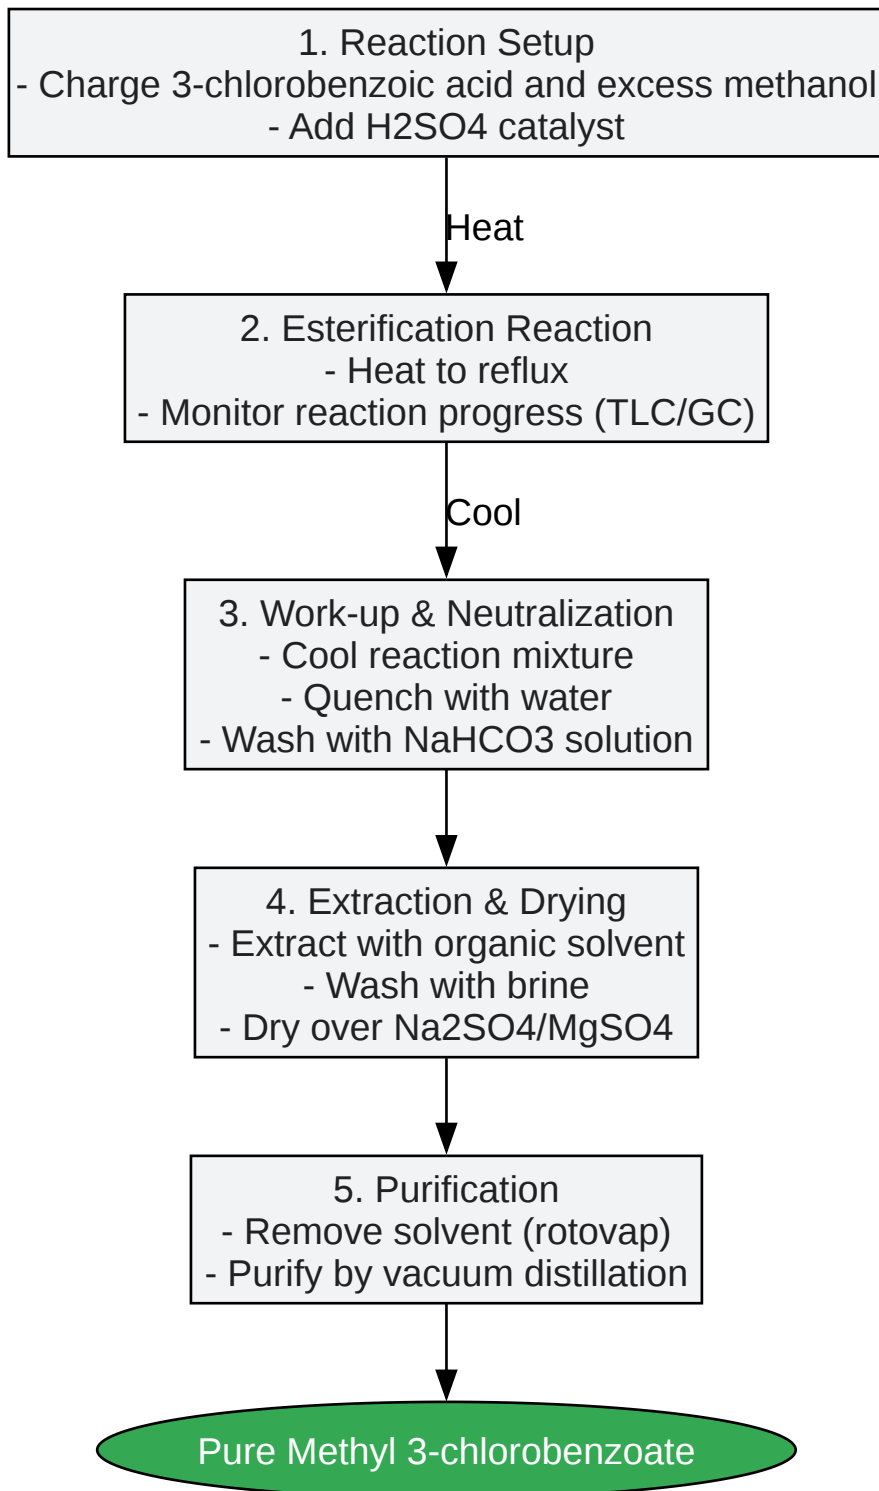 1. Reaction Setup
- Charge 3-chlorobenzoic acid and excess methanol
- Add H2SO4 catalyst
Heat
2. Esterification Reaction
- Heat to reflux
- Monitor reaction progress (TLC/GC)
Cool
3. Work-up & Neutralization
- Cool reaction mixture
- Quench with water
- Wash with NaHCO3 solution
4. Extraction & Drying
- Extract with organic solvent
- Wash with brine
- Dry over Na2SO4/MgSO4
5. Purification
- Remove solvent (rotovap)
- Purify by vacuum distillation
Pure Methyl 3-chlorobenzoate